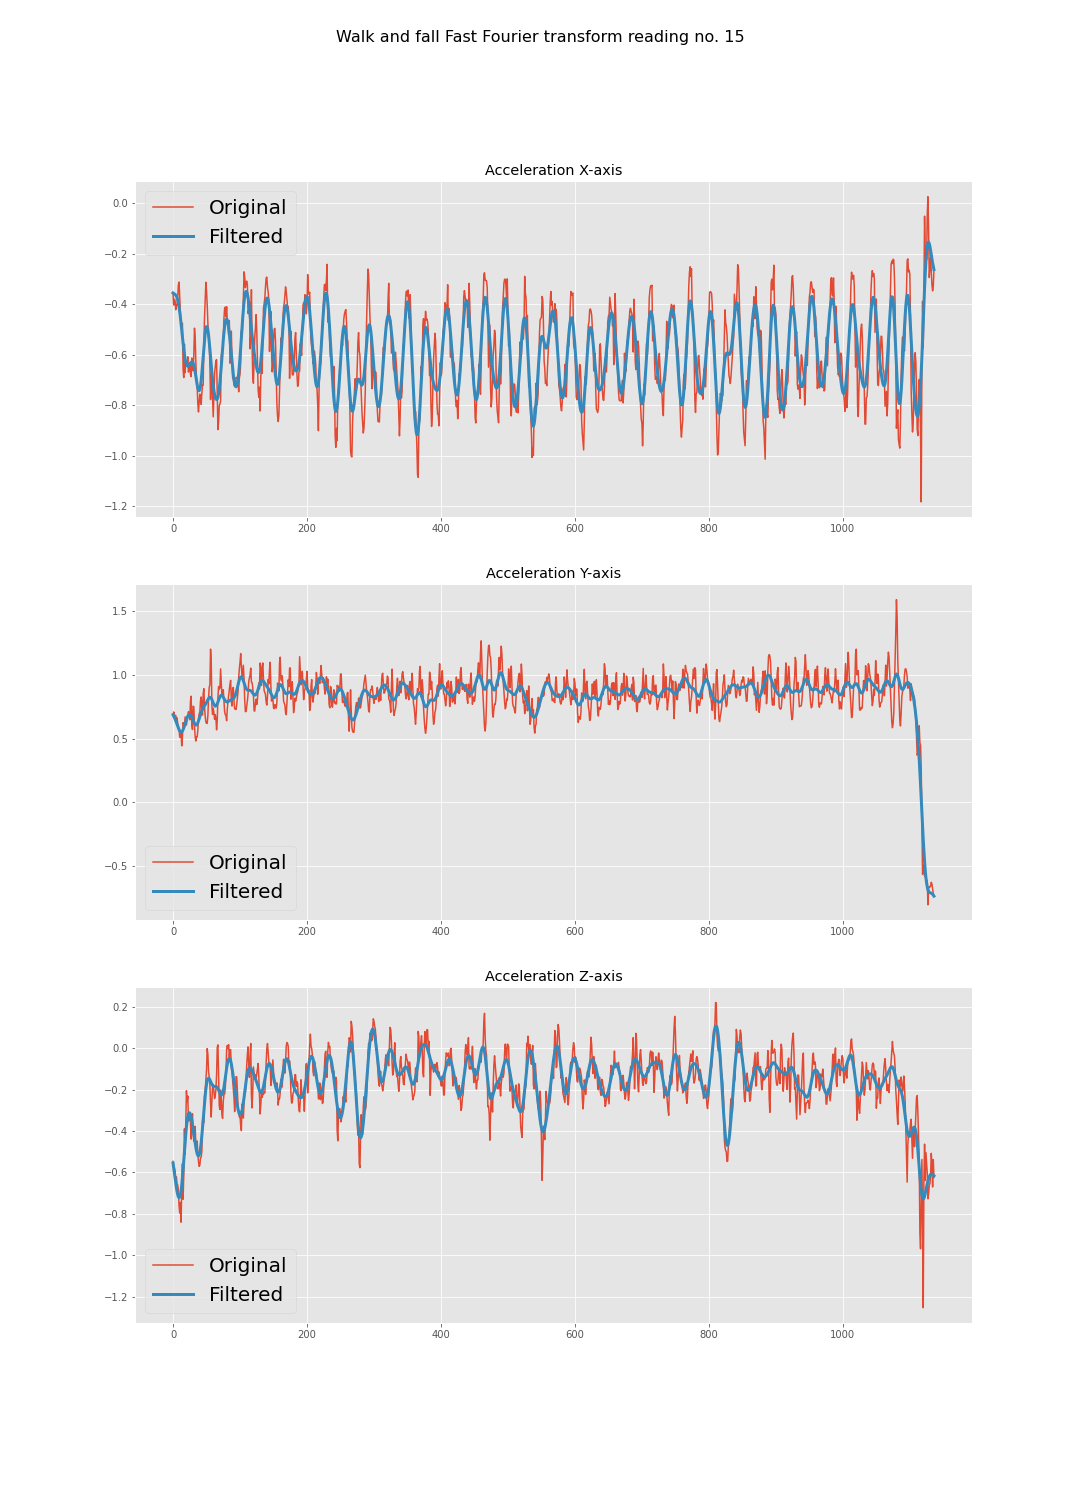 Walk and fall Fast Fourier transform reading no. 15
Acceleration X-axis
Original
Filtered
0.0
−0.2
−0.4
−0.6
−0.8
−1.0
−1.2
0 200 400 600 800 1000
Acceleration Y-axis
1.5
1.0
0.5
0.0
−0.5
Original
Filtered
0 200 400 600 800 1000
Acceleration Z-axis
0.2
0.0
−0.2
−0.4
−0.6
−0.8
−1.0
−1.2
Original
Filtered
0 200 400 600 800 1000